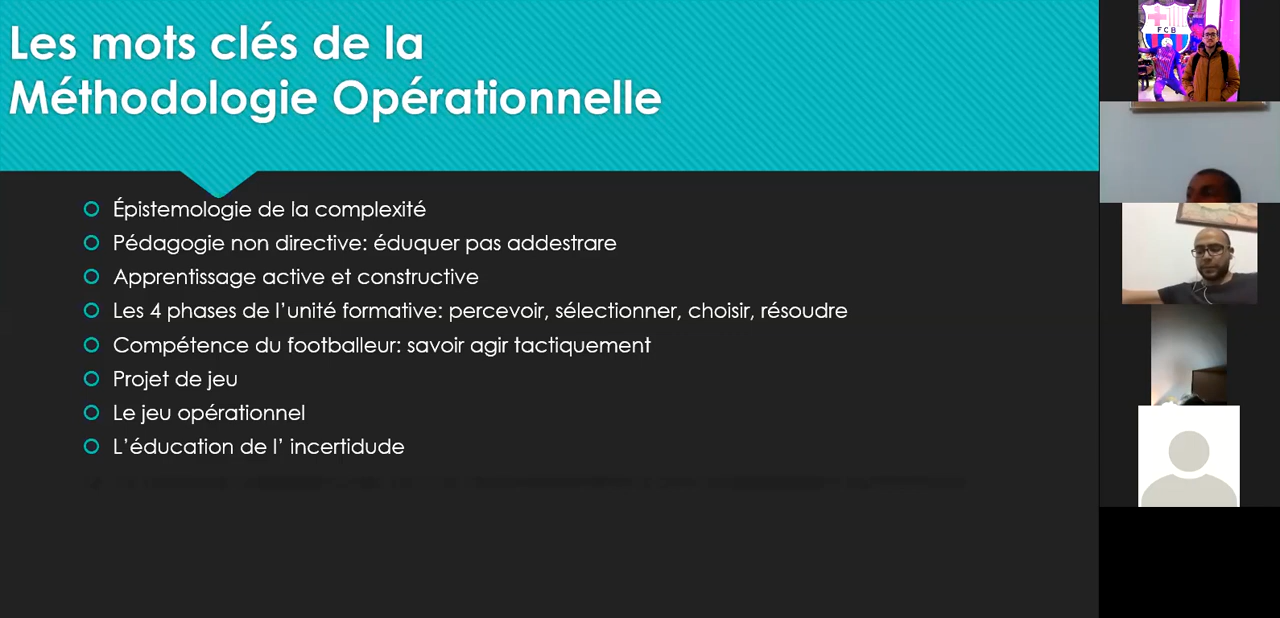 Les mots clés de la
Méthodologie Opérationnelle
Épistemologie de la complexité
Pédagogie non directive: éduquer pas addestrare
Apprentissage active et constructive
Les 4 phases de l’unité formative: percevoir, sélectionner, choisir, résoudre
Compétence du footballeur: savoir agir tactiquement
Projet de jeu
Le jeu opérationnel
L’éducation de l’ incertidude
FCB